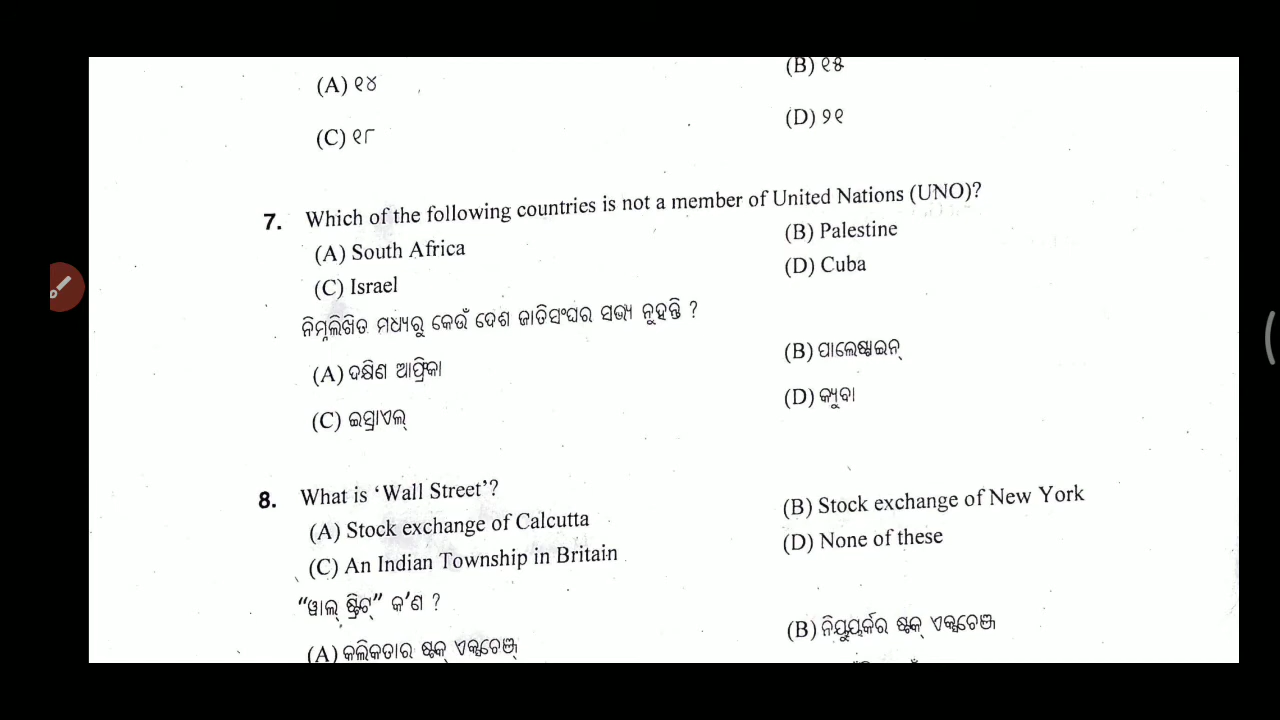 (A) ୧୪ (B) ୧୫
(C) ୧୮ (D) ୨୧
7. Which of the following countries is not a member of United Nations (UNO)?
(A) South Africa (B) Palestine
(C) Israel (D) Cuba
ନିମ୍ନଲିଖିତ ମଧ୍ୟରୁ କେଉଁ ଦେଶ ଜାତିସଂଘର ସଭ୍ୟ ନୁହନ୍ତି ?
(A) ଦକ୍ଷିଣ ଆଫ୍ରିକା (B) ପାଲେଷ୍ଟାଇନ୍
(C) ଇସ୍ରାଏଲ୍ (D) କ୍ୟୁବା
8. What is ‘Wall Street’?
(A) Stock exchange of Calcutta (B) Stock exchange of New York
(C) An Indian Township in Britain (D) None of these
“ୱାଲ୍ ଷ୍ଟ୍ରିଟ୍” କ’ଣ ?
(A) କଲିକତାର ଷ୍ଟକ୍ ଏକ୍ସଚେଞ୍ଜ୍ (B) ନିୟୁୟର୍କର ଷ୍ଟକ୍ ଏକ୍ସଚେଞ୍ଜ